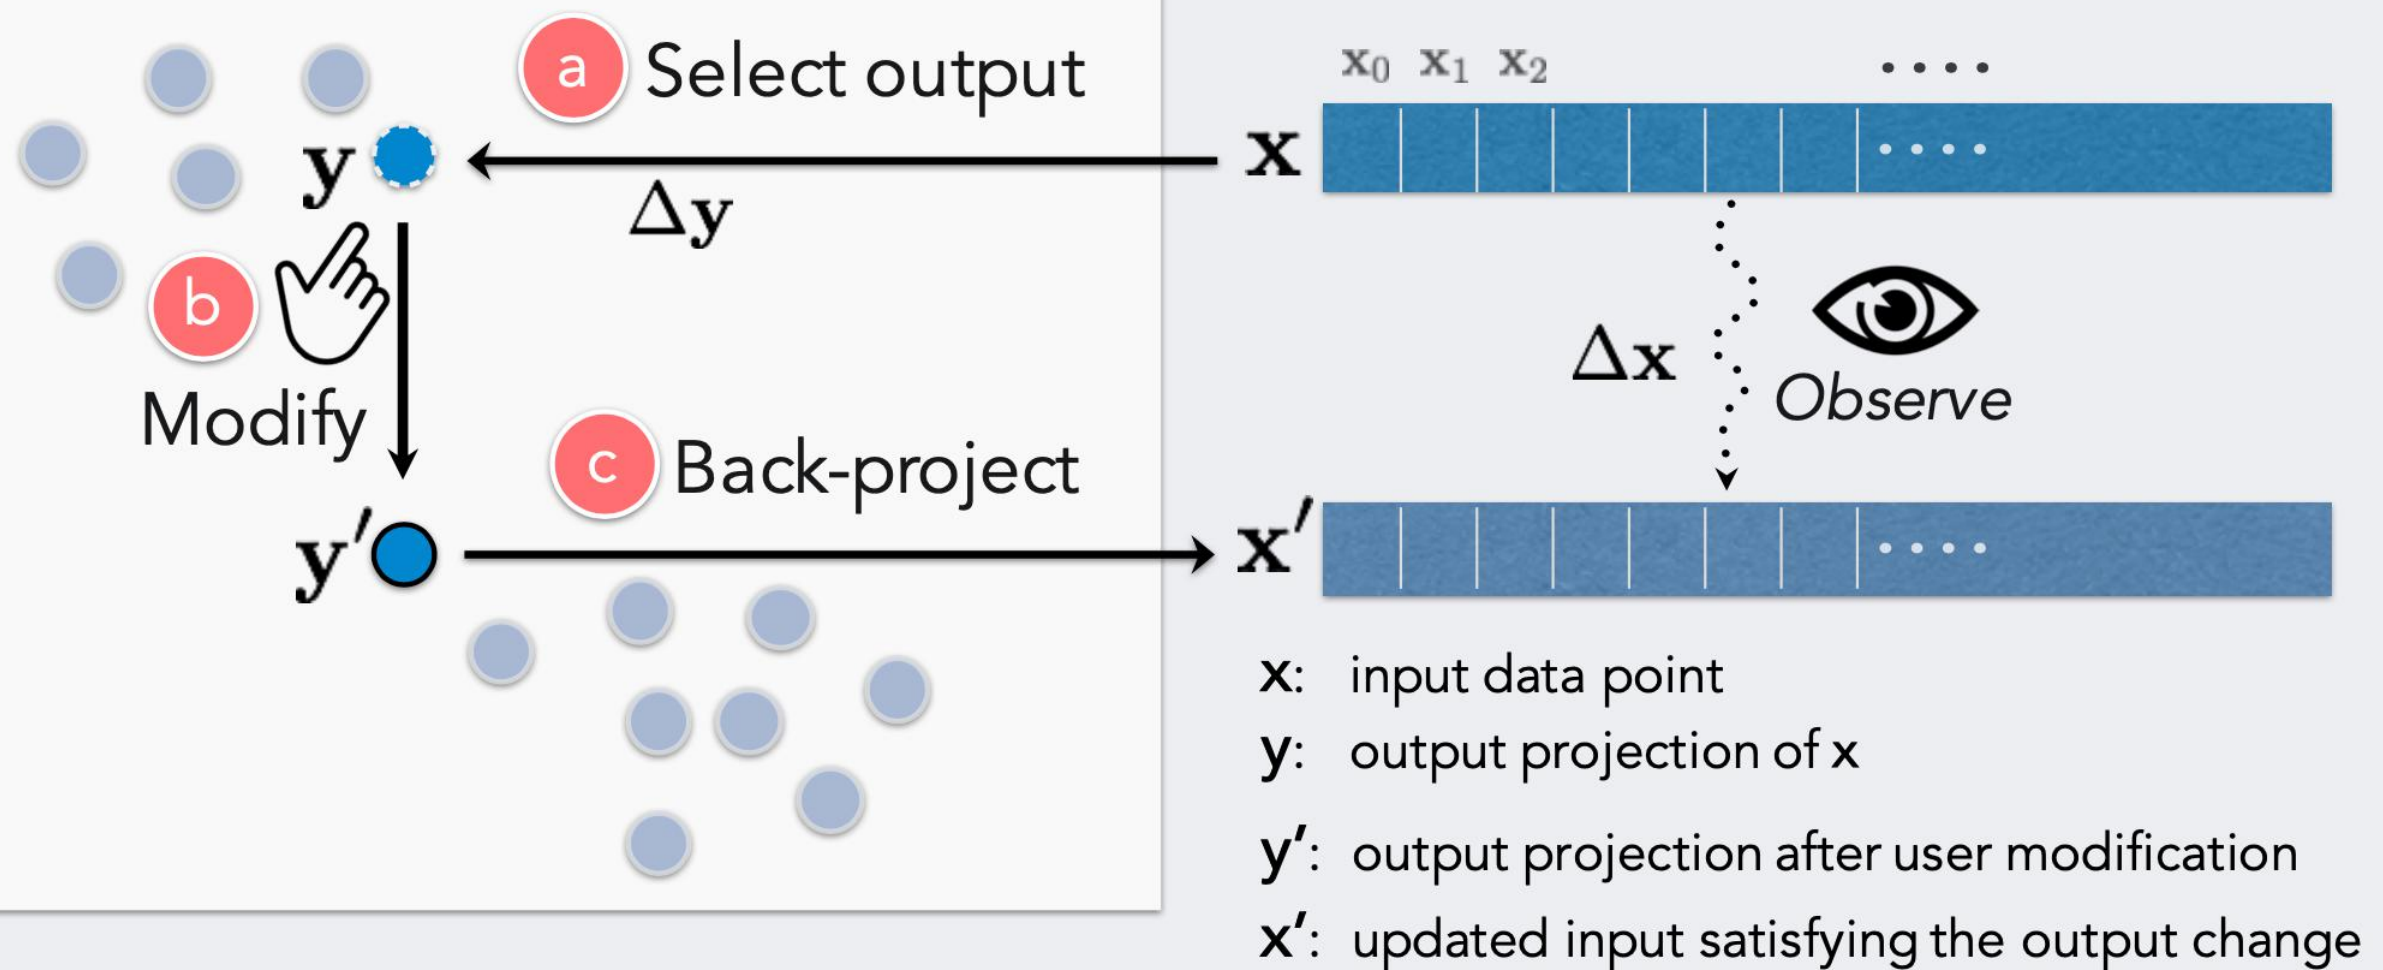 a Select output
x₀ x₁ x₂ ....
y
x ....
Δy
b
Modify
Δx
Observe
c Back-project
y′
x′ ....
x: input data point
y: output projection of x
y′: output projection after user modification
x′: updated input satisfying the output change